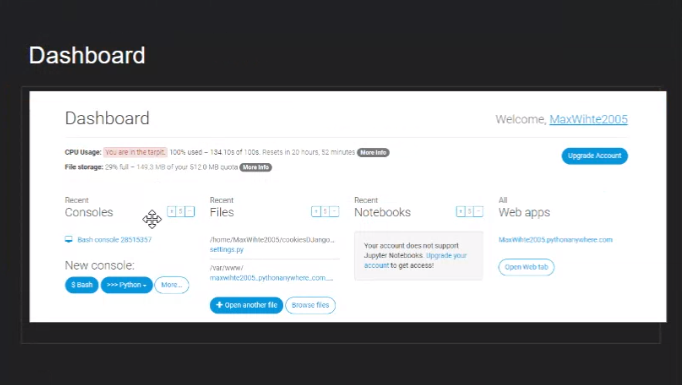 Dashboard
Dashboard
Welcome, MaxWihte2005
CPU Usage: You are in the tarpit. 100% used – 134.10s of 100s. Resets in 20 hours, 52 minutes More Info
File storage: 29% full – 149.3 MB of your 512.0 MB quota More Info
Upgrade Account
Recent
Consoles
Bash console 28515357
New console:
$ Bash
>>> Python
More...
Recent
Files
/home/MaxWihte2005/cookies0Django...
settings.py
/var/www/
maxwihte2005_pythonanywhere_com_...
Open another file
Browse files
Recent
Notebooks
Your account does not support
Jupyter Notebooks. Upgrade your
account to get access!
All
Web apps
MaxWihte2005.pythonanywhere.com
Open Web tab